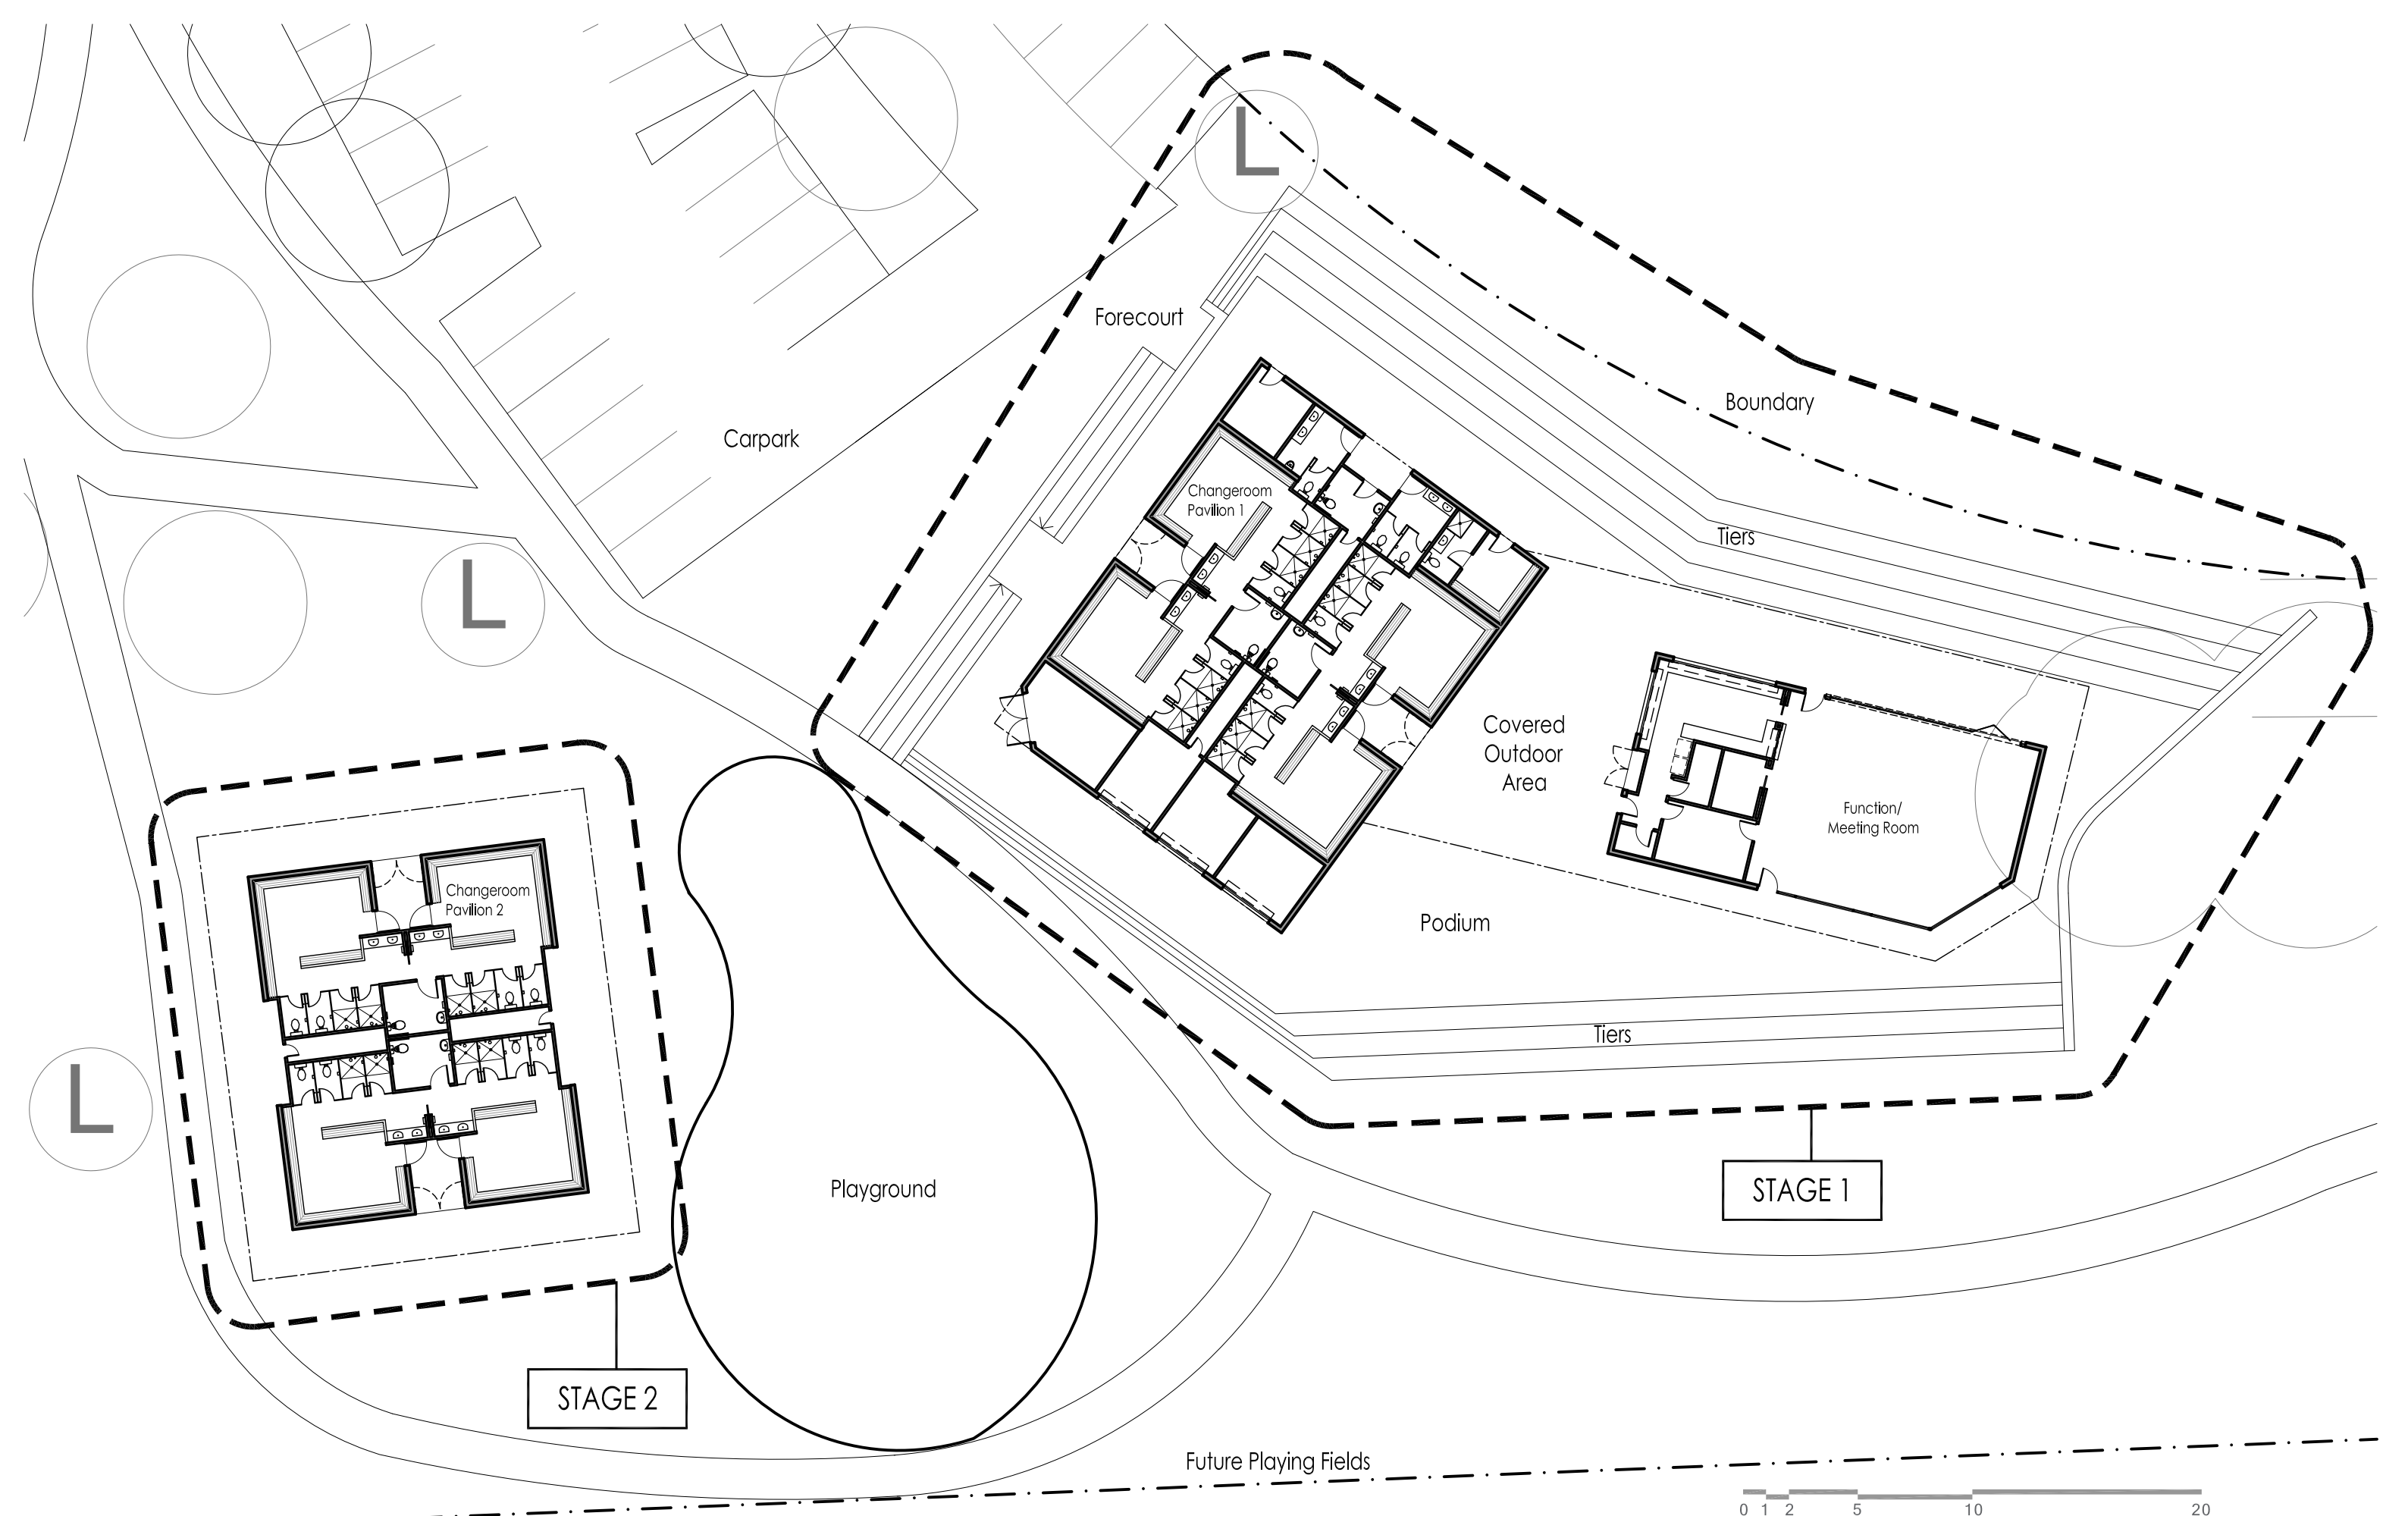 L
Forecourt
Boundary
Carpark
Changeroom
Pavilion 1
Tiers
L
Covered
Outdoor
Area
Function/
Meeting Room
Changeroom
Pavilion 2
Podium
Tiers
L
Playground
STAGE 1
STAGE 2
Future Playing Fields
0 1 2 5 10 20